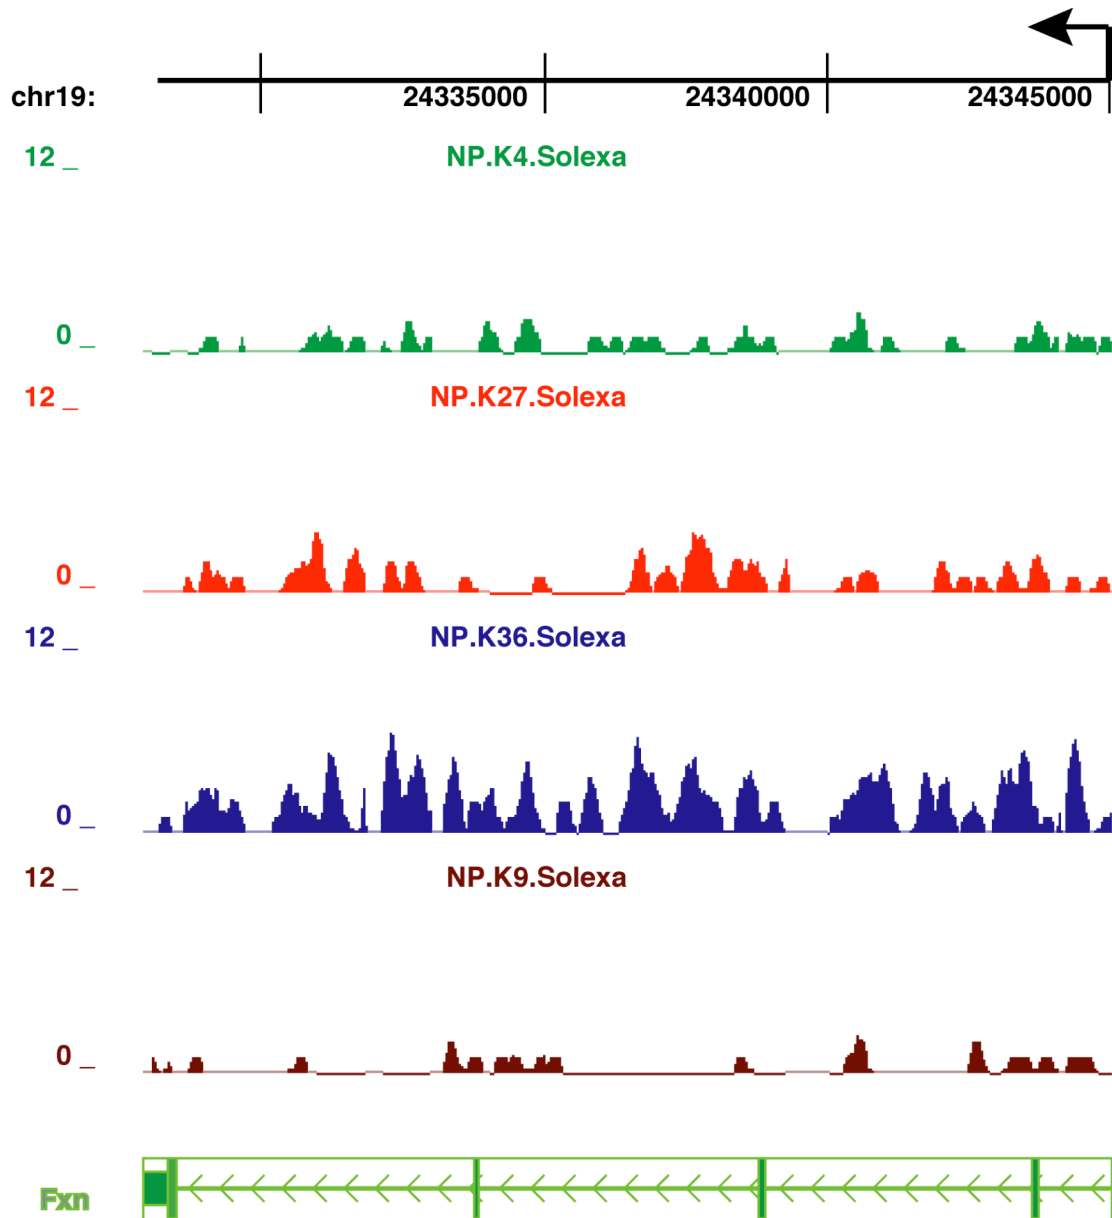 chr19: 24335000 24340000 24345000
12 _ NP.K4.Solexa
0 _
12 _ NP.K27.Solexa
0 _
12 _ NP.K36.Solexa
0 _
12 _ NP.K9.Solexa
0 _
Fxn